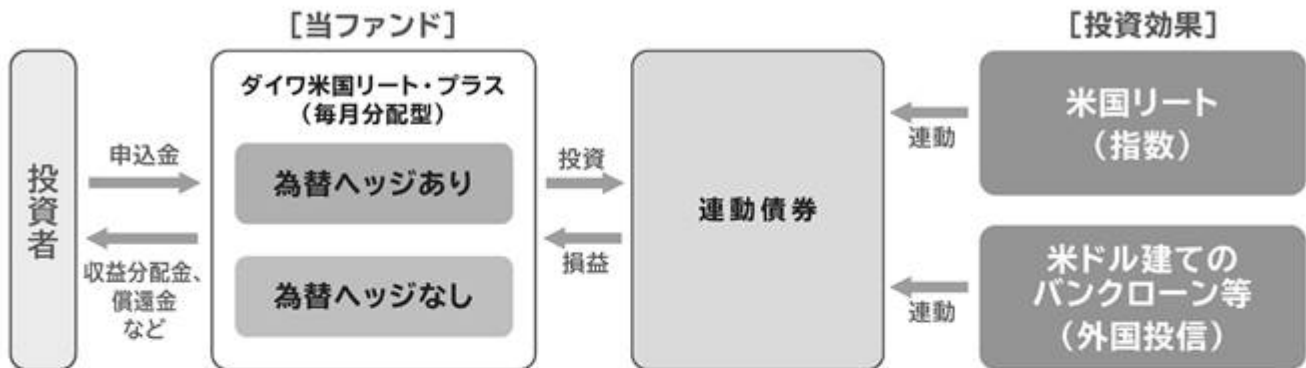 [当ファンド]
[投資効果]
投資者
申込金
収益分配金、
償還金
など
ダイワ米国リート・プラス
（毎月分配型）
為替ヘッジあり
為替ヘッジなし
投資
損益
連動債券
連動
米国リート
（指数）
連動
米ドル建ての
バンクローン等
（外国投信）